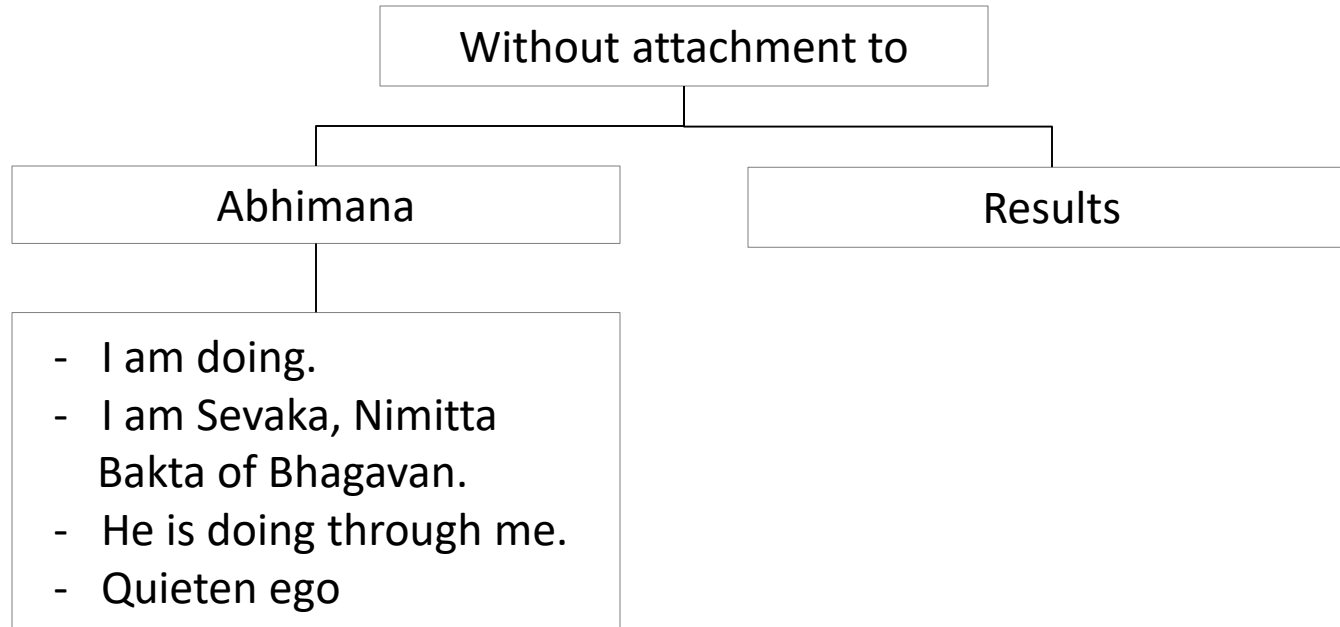 Without attachment to
Abhimana
Results
- I am doing.
- I am Sevaka, Nimitta
Bakta of Bhagavan.
- He is doing through me.
- Quieten ego